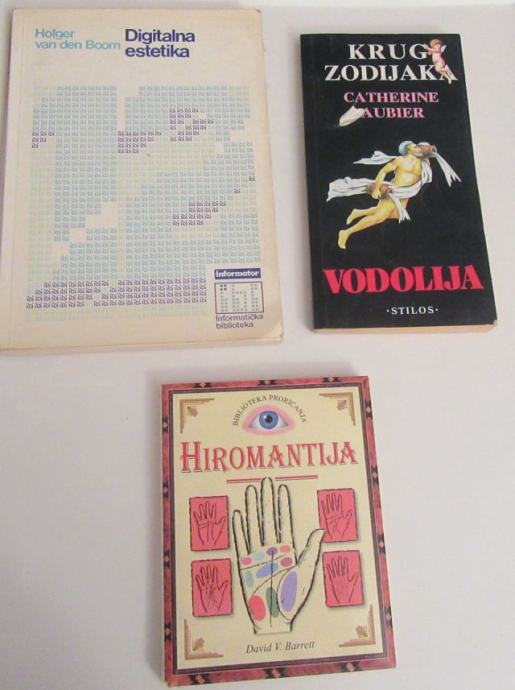 Holger
van den Boom
Digitalna
estetika
Informator
Informatička
biblioteka
KRUG
ZODIJAKA
CATHERINE
AUBIER
VODOLIJA
·STILOS·
BIBLIOTEKA PRORICANJA
HIROMANTIJA
David V. Barrett